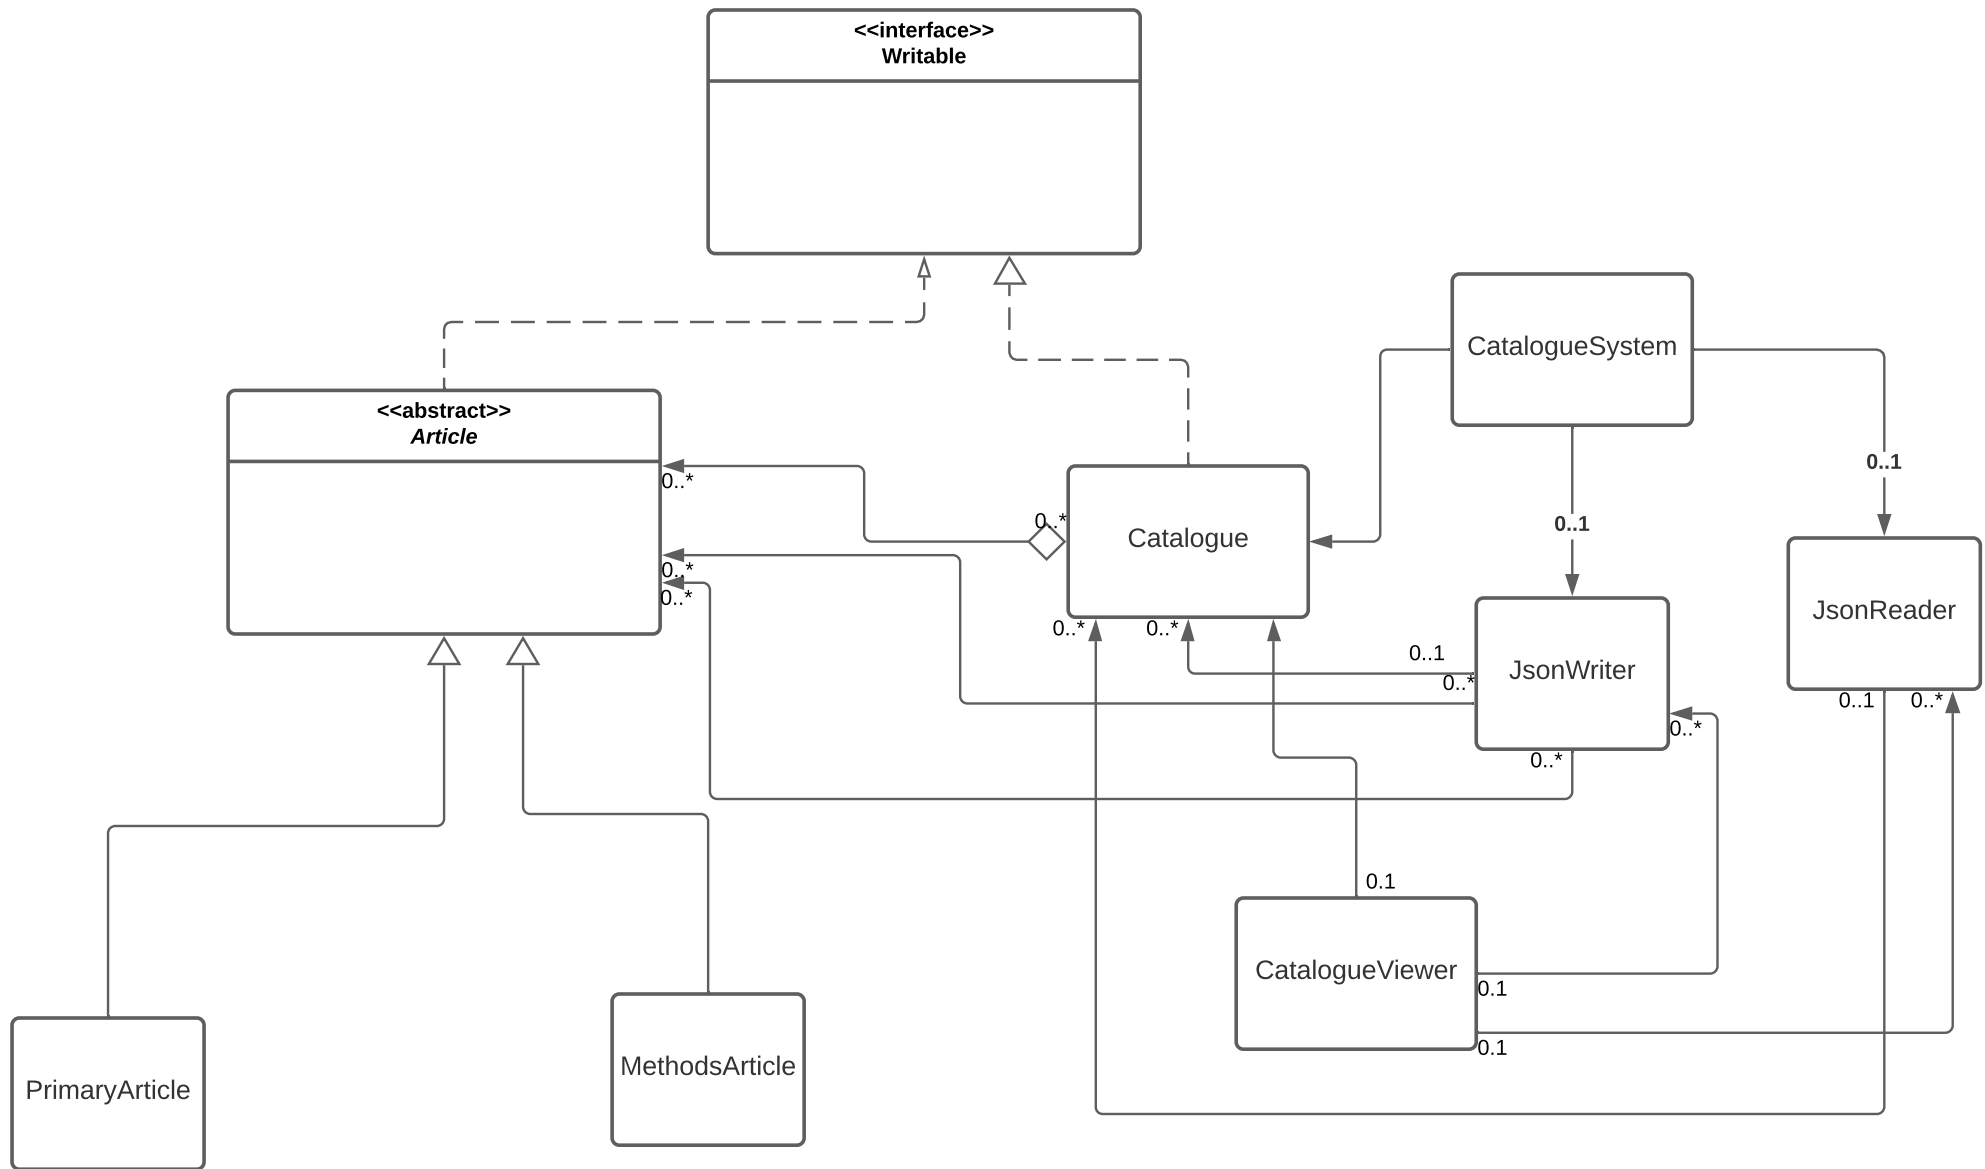 <<interface>>
Writable
CatalogueSystem
<<abstract>>
Article
0..*
0..1
0..*
0..1
Catalogue
0..*
0..*
JsonReader
0..*
0..*
0..1
JsonWriter
0..*
0..1
0..*
0..*
0..*
0.1
CatalogueViewer
0.1
0.1
MethodsArticle
PrimaryArticle